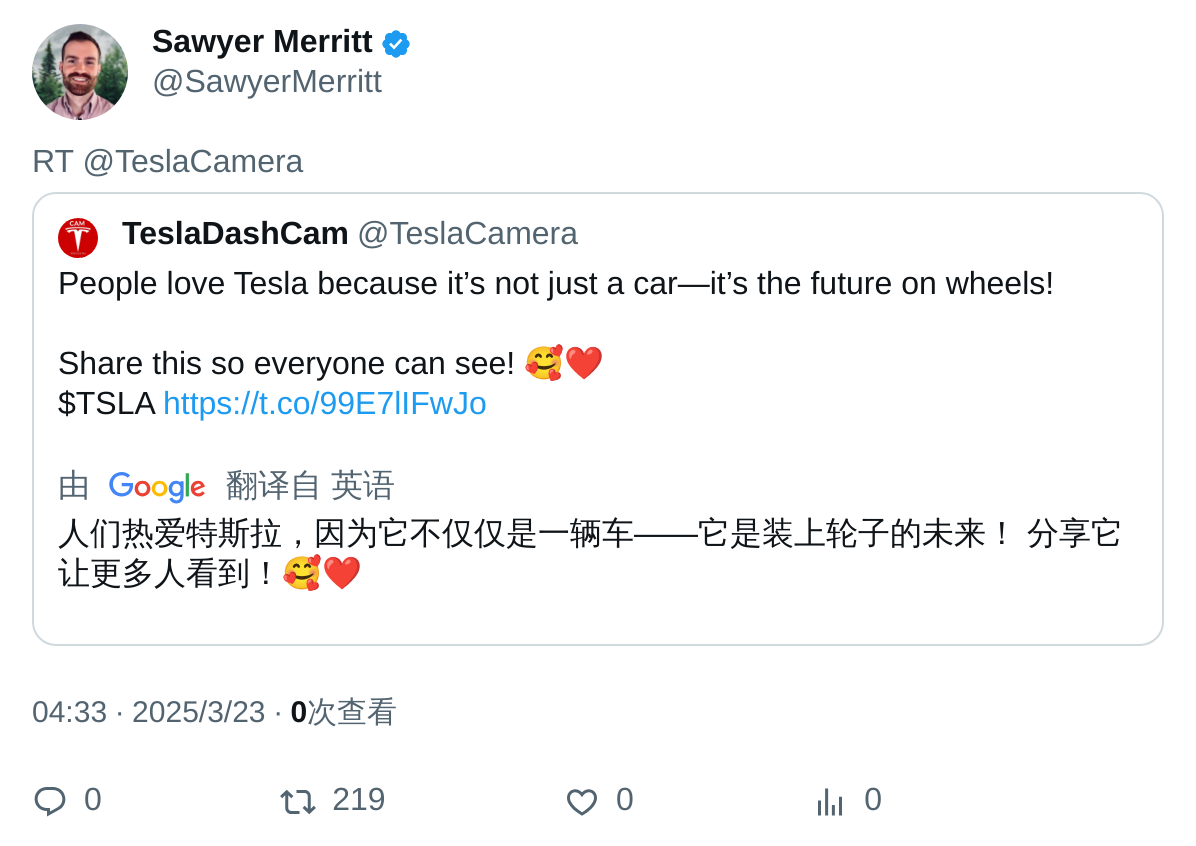 Sawyer Merritt
@SawyerMerritt
RT @TeslaCamera
CAM
TeslaDashCam @TeslaCamera
People love Tesla because it’s not just a car—it’s the future on wheels!
Share this so everyone can see! 🥰❤️
$TSLA https://t.co/99E7lIFwJo
由 Google 翻译自 英语
人们热爱特斯拉，因为它不仅仅是一辆车——它是装上轮子的未来！ 分享它
让更多人看到！🥰❤️
04:33 · 2025/3/23 · 0次查看
0 219 0 0